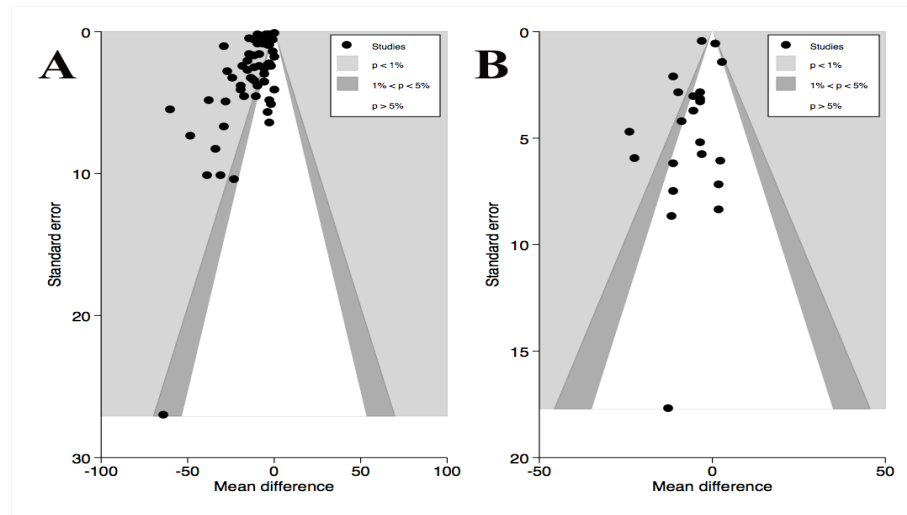 A
0
10
20
30
Standard error
-100
-50
0
50
100
Mean difference
Studies
p < 1%
1% < p < 5%
p > 5%
B
0
5
10
15
20
Standard error
-50
0
50
Mean difference
Studies
p < 1%
1% < p < 5%
p > 5%